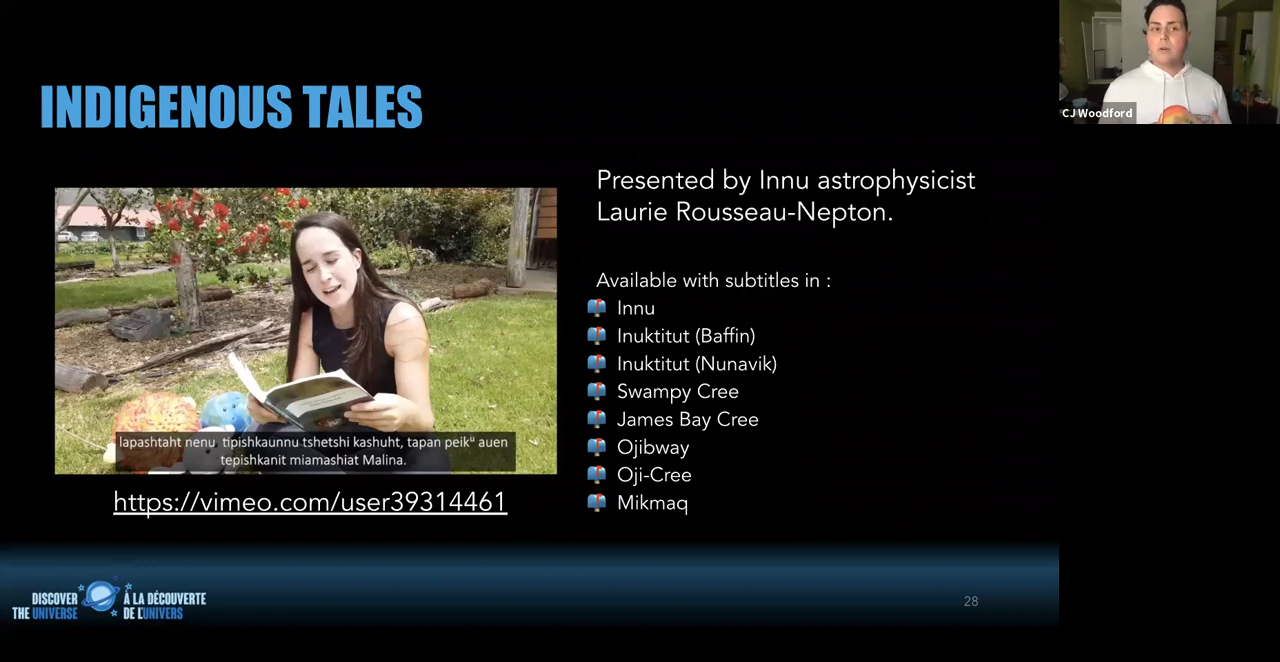 INDIGENOUS TALES
CJ Woodford
Presented by Innu astrophysicist
Laurie Rousseau-Nepton.
Available with subtitles in :
Innu
Inuktitut (Baffin)
Inuktitut (Nunavik)
Swampy Cree
James Bay Cree
Ojibway
Oji-Cree
Mikmaq
lapashtaht nenu tipishkaunnu tshetshi kashuht, tapan peikᵘ auen
tepishkanit miamashiat Malina.
https://vimeo.com/user39314461
DISCOVER
THE UNIVERSE
À LA DÉCOUVERTE
DE L'UNIVERS
28